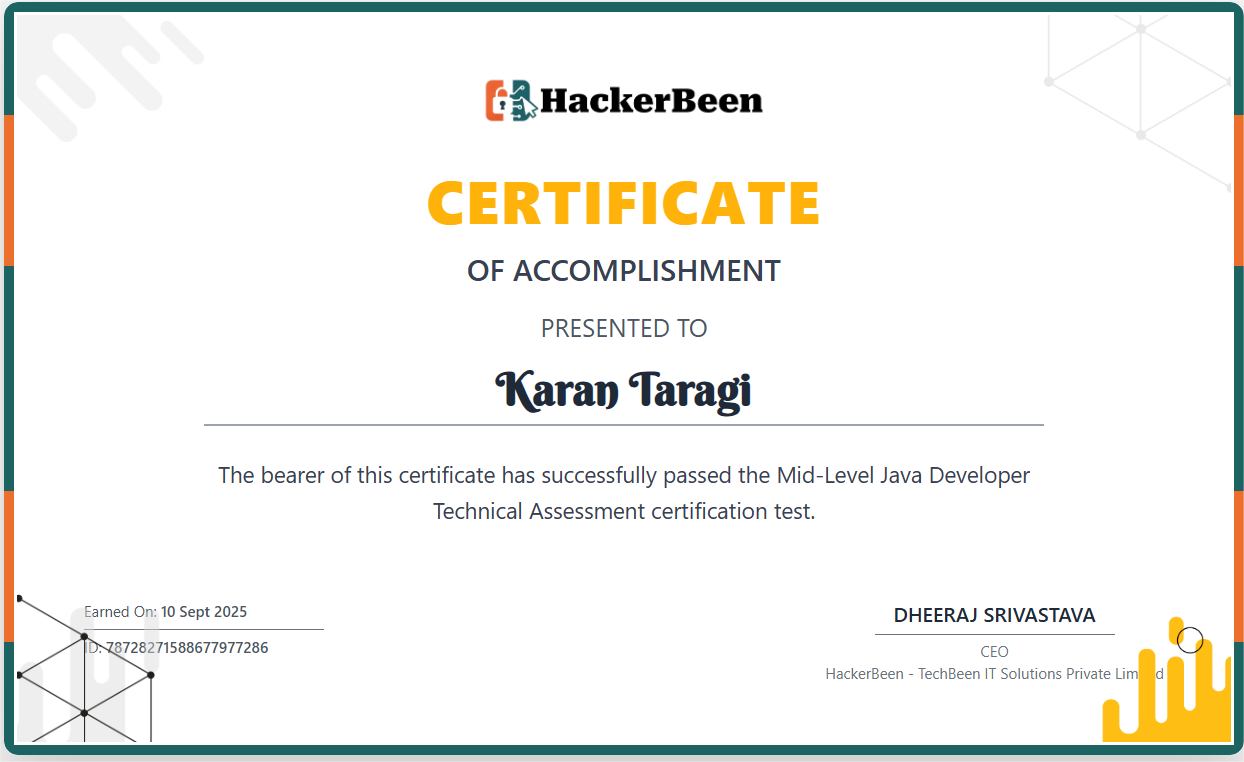 HackerBeen
CERTIFICATE
OF ACCOMPLISHMENT
PRESENTED TO
Karan Taragi
The bearer of this certificate has successfully passed the Mid-Level Java Developer
Technical Assessment certification test.
Earned On: 10 Sept 2025
ID: 78728271588677977286
DHEERAJ SRIVASTAVA
CEO
HackerBeen - TechBeen IT Solutions Private Limited